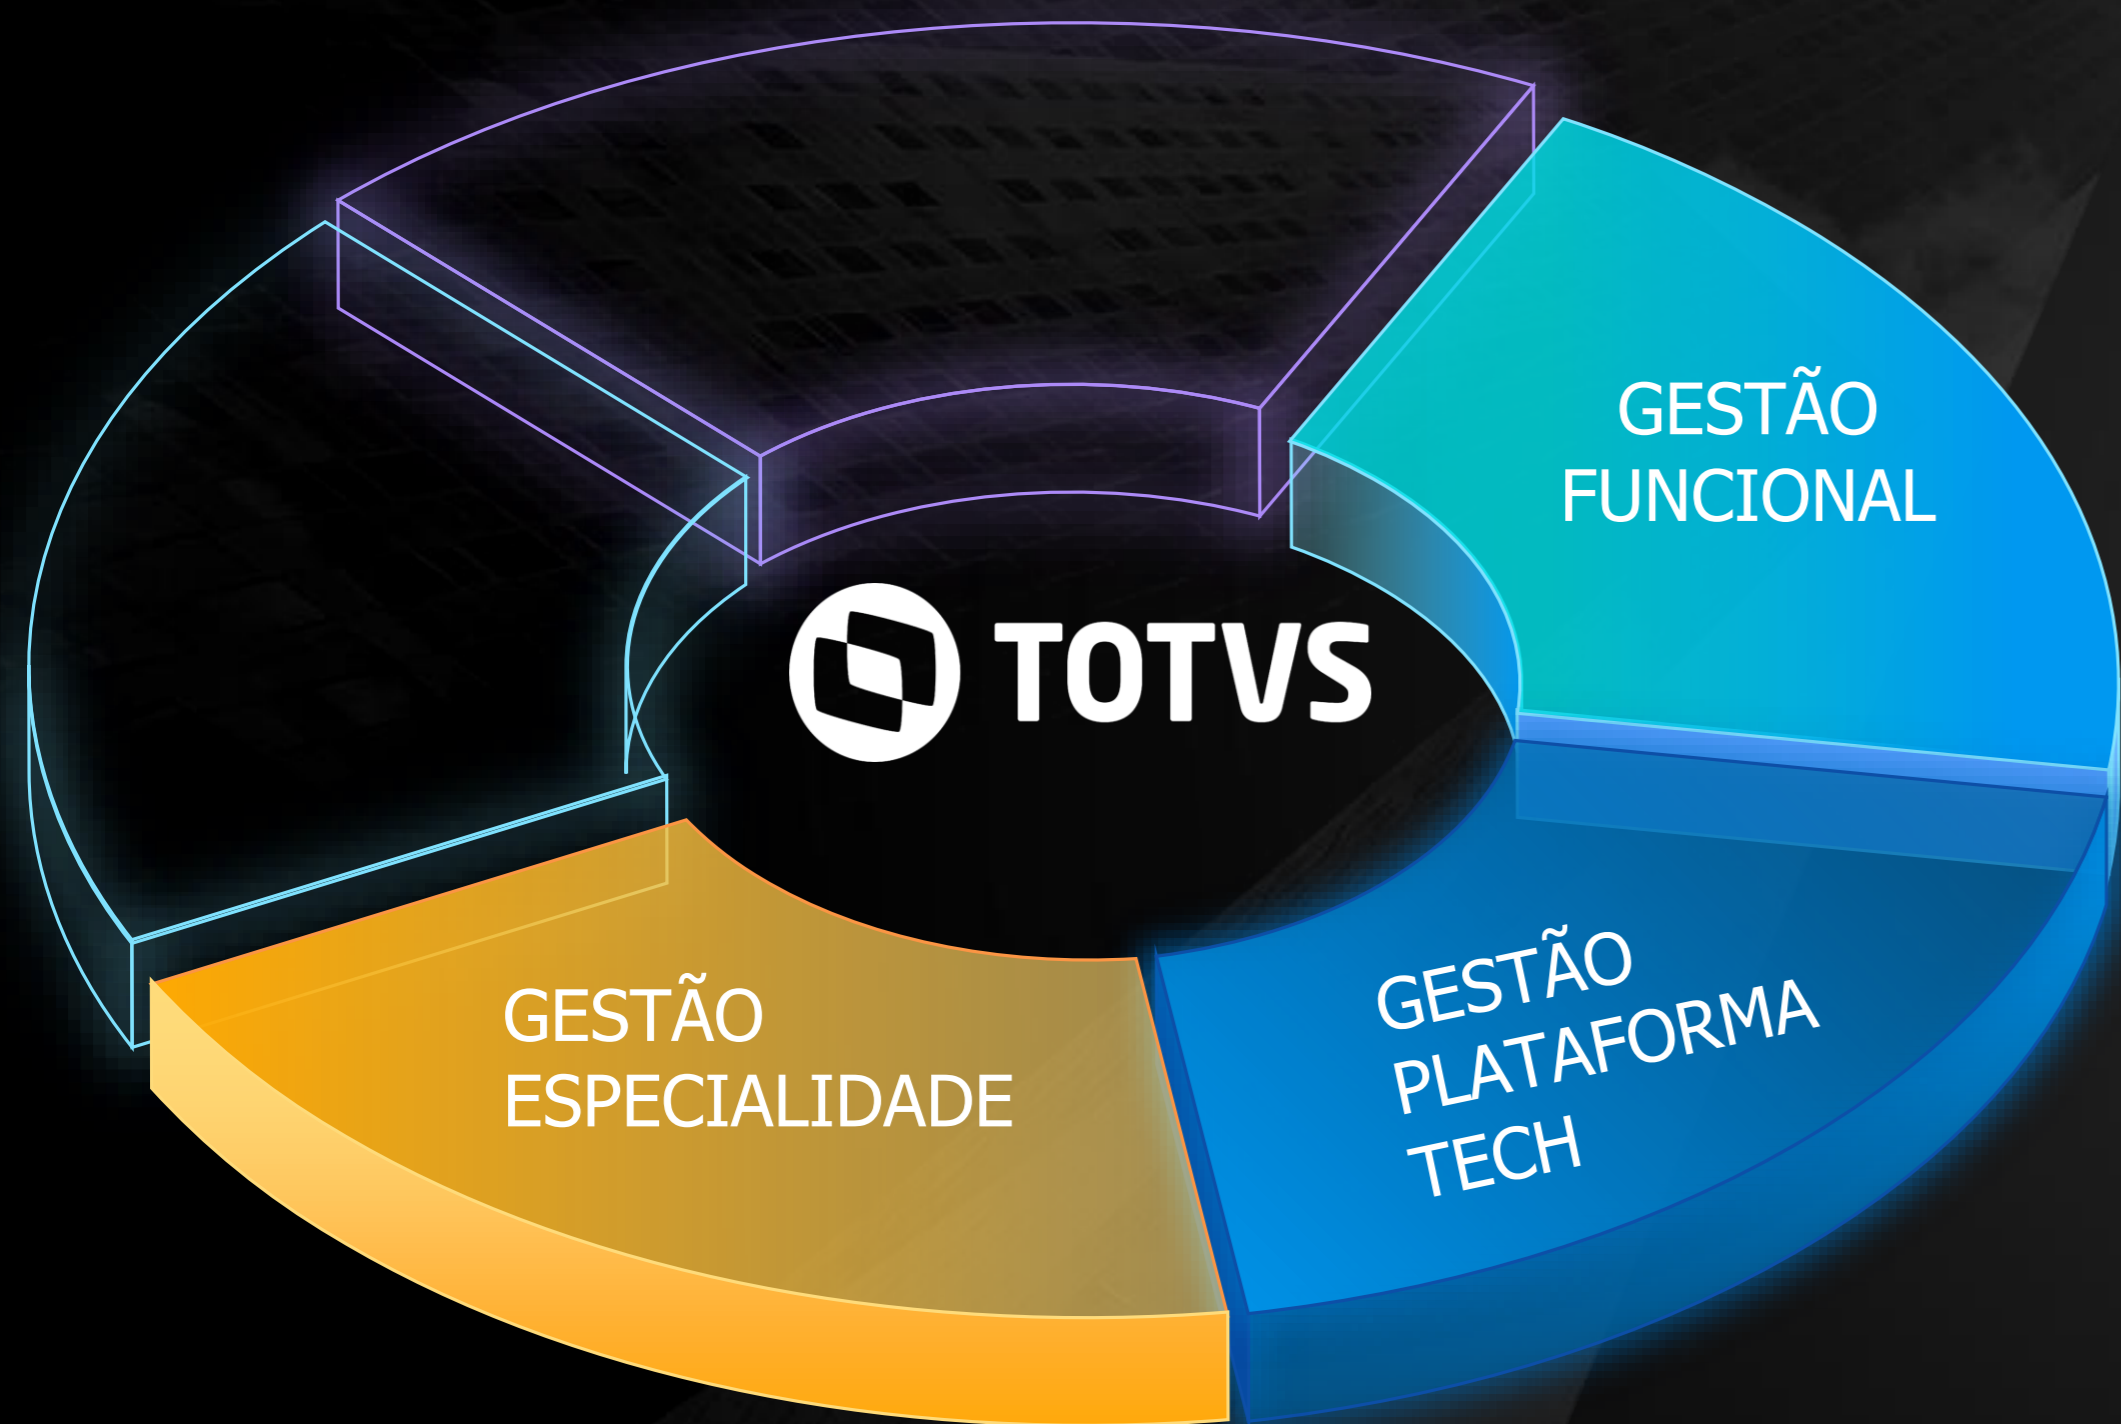 GESTÃO
FUNCIONAL
TOTVS
GESTÃO
PLATAFORMA
TECH
GESTÃO
ESPECIALIDADE